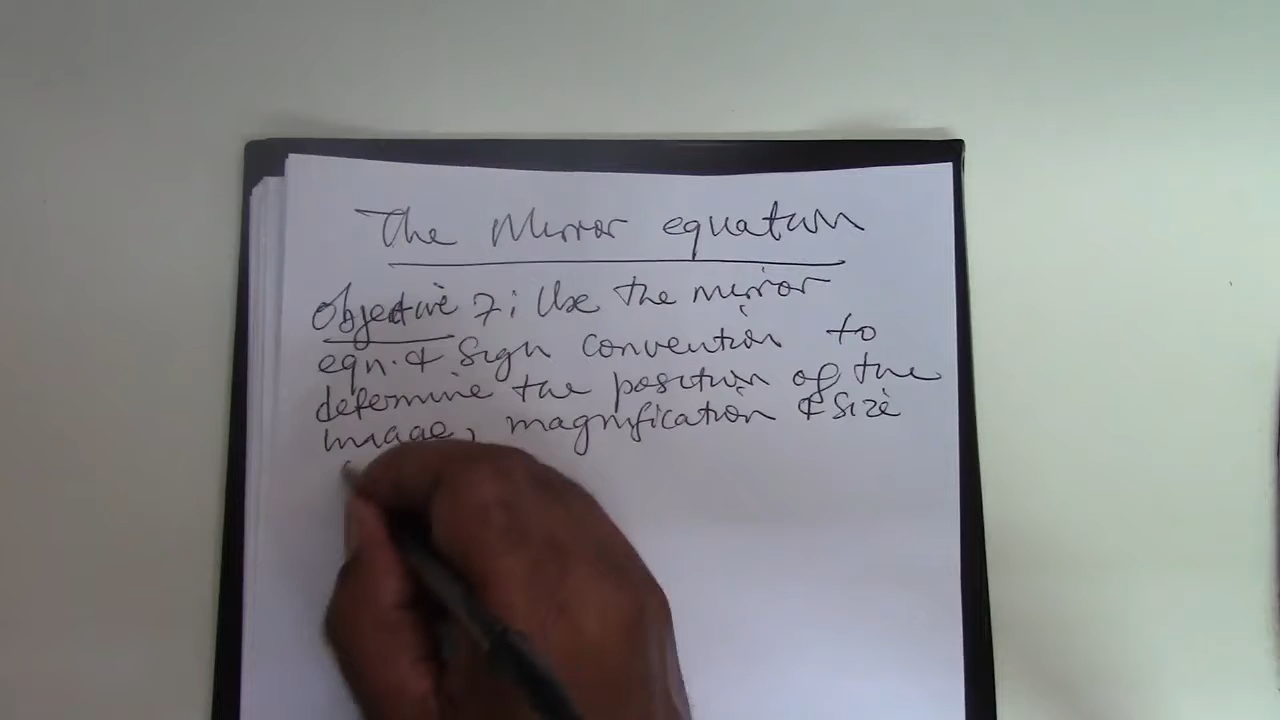 The Mirror equation
Objective 7: Use the mirror
eqn. & Sign convention to
determine the position of the
image, magnification & size